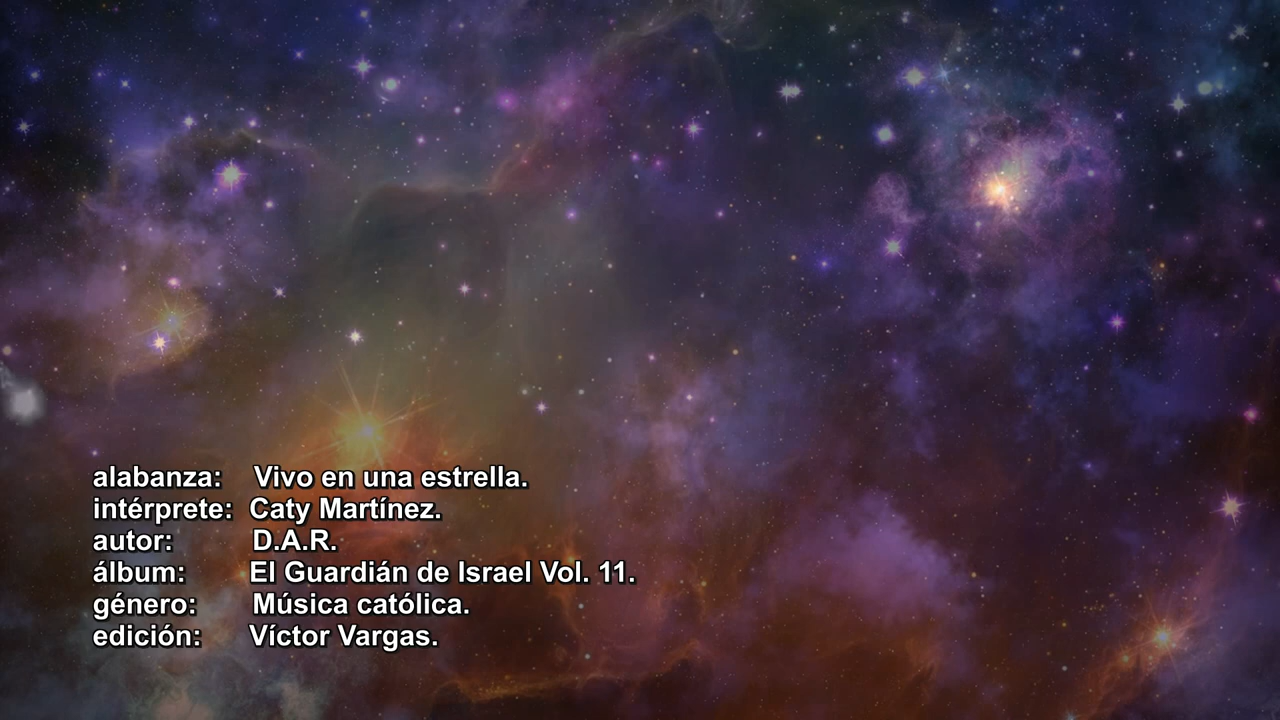 alabanza: Vivo en una estrella.
intérprete: Caty Martínez.
autor: D.A.R.
álbum: El Guardián de Israel Vol. 11.
género: Música católica.
edición: Víctor Vargas.